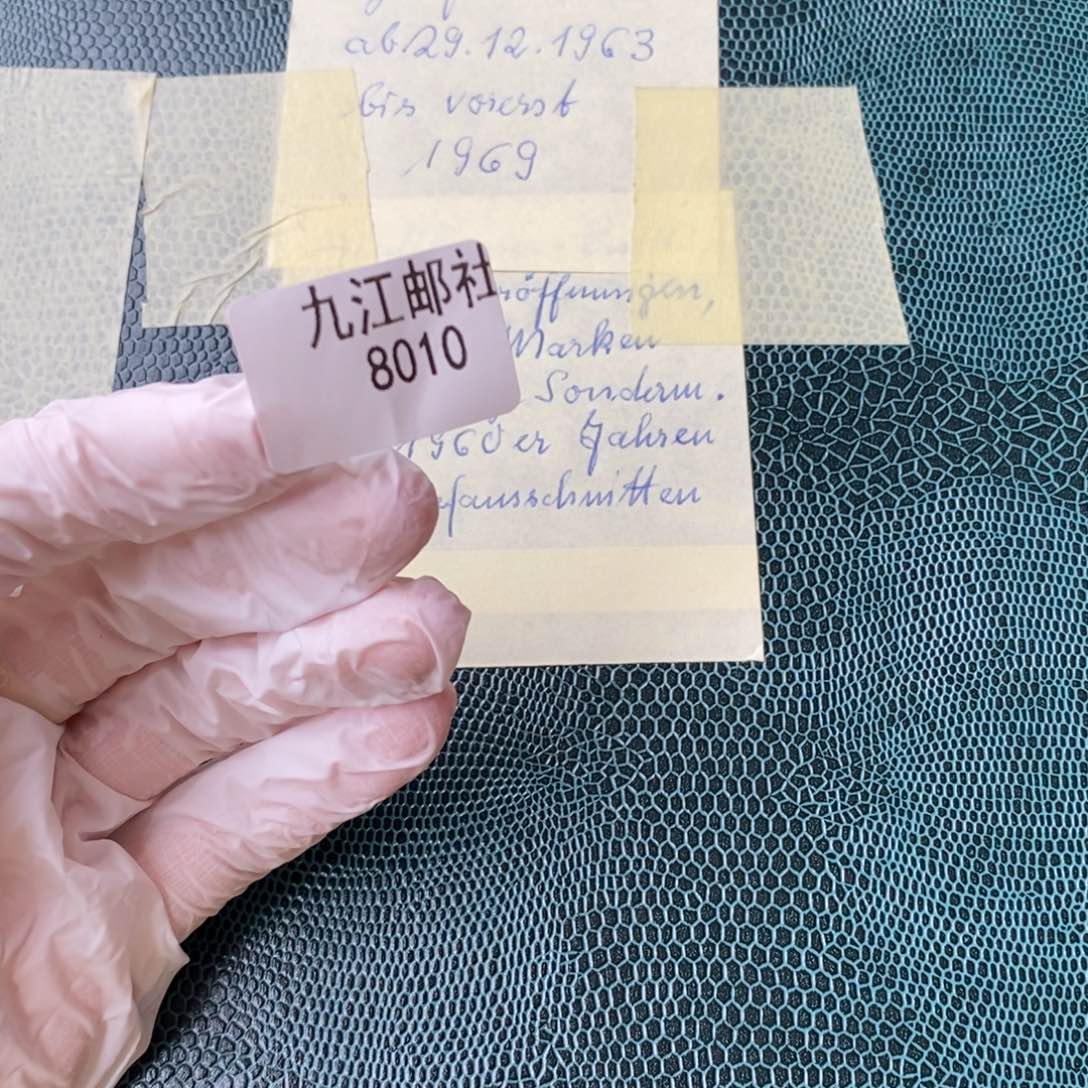 ab 29.12.1963
bis vorerst
1969
九江邮社
8010
Marken
Sonderm.
1960er Jahren